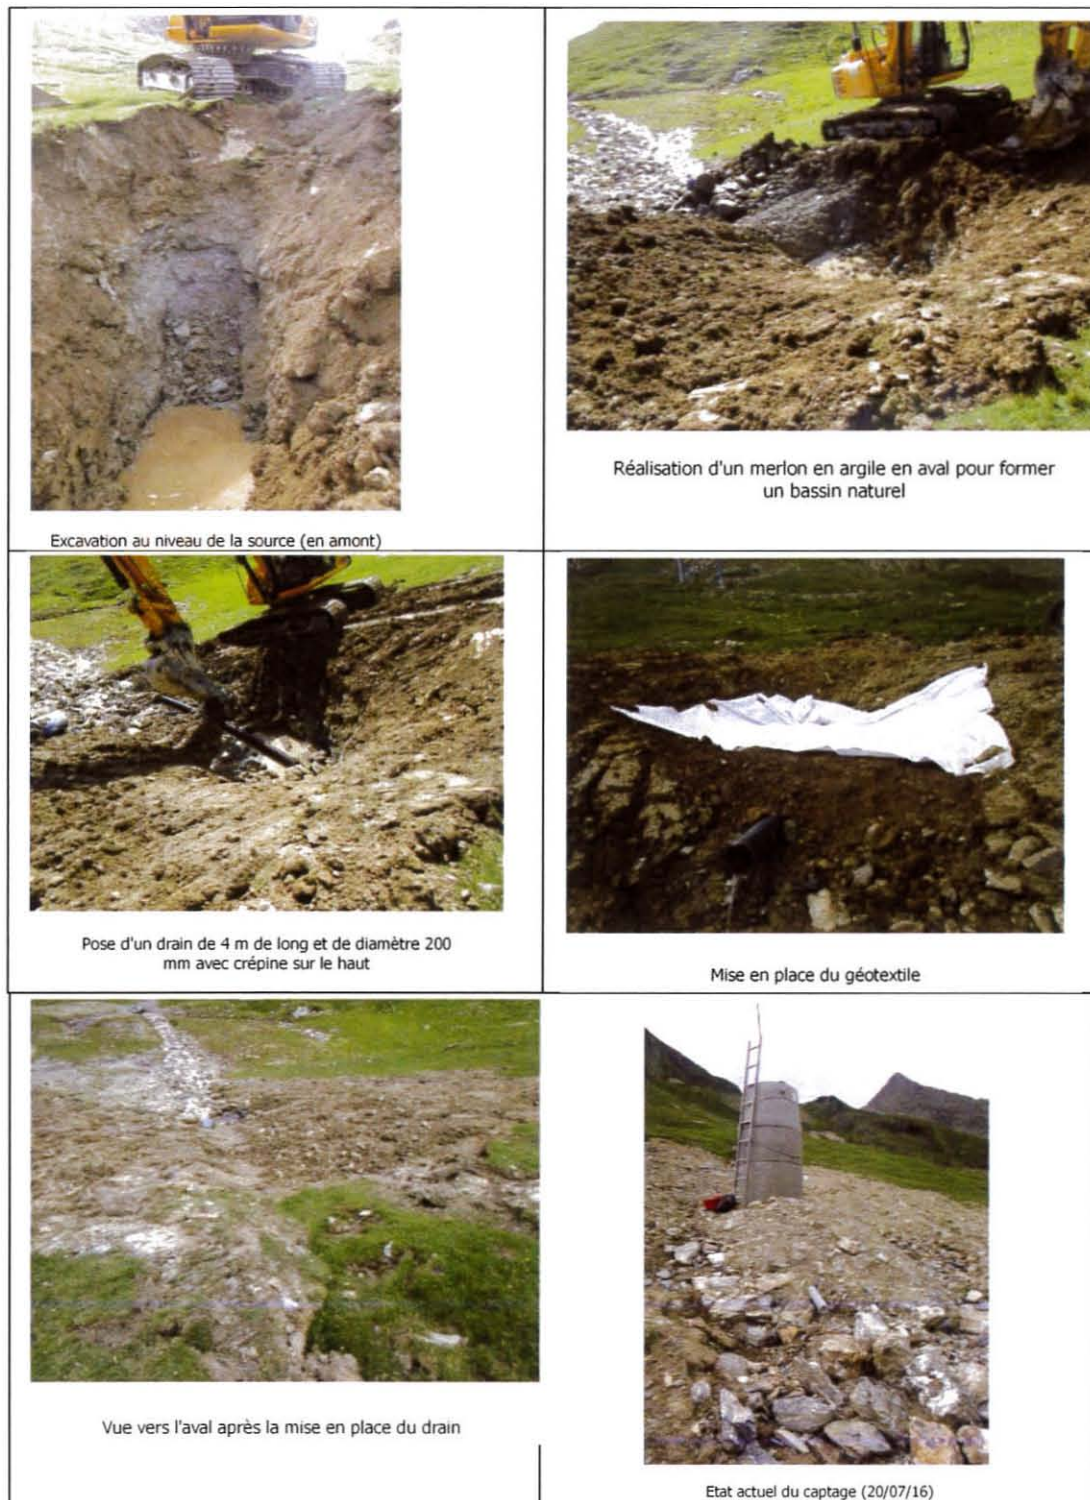 Excavation au niveau de la source (en amont)
Réalisation d'un merlon en argile en aval pour former
un bassin naturel
Pose d'un drain de 4 m de long et de diamètre 200
mm avec crépine sur le haut
Mise en place du géotextile
Vue vers l'aval après la mise en place du drain
Etat actuel du captage (20/07/16)